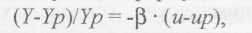 (Y-Yp)/Yp = -β · (u-up),